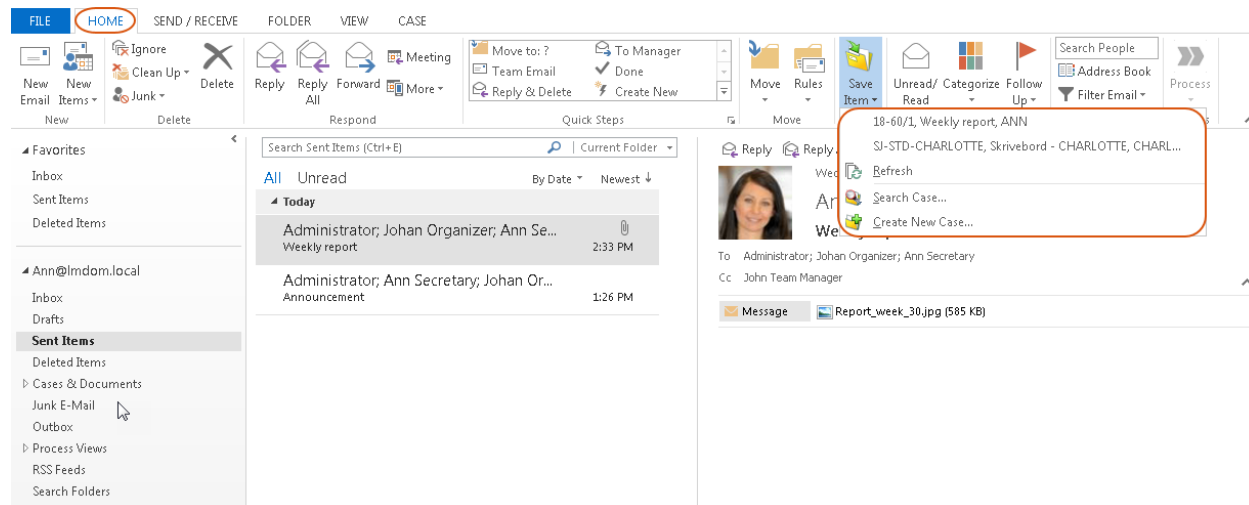 FILE HOME SEND / RECEIVE FOLDER VIEW CASE
New Email
New Items
Ignore
Clean Up
Junk
Delete
Reply
Reply All
Forward
Meeting
More
Move to: ?
Team Email
Reply & Delete
To Manager
Done
Create New
Move
Rules
Save Item
Unread/ Read
Categorize
Follow Up
Search People
Address Book
Filter Email
Process
New Delete Respond Quick Steps Move
18-60/1, Weekly report, ANN
SJ-STD-CHARLOTTE, Skrivebord - CHARLOTTE, CHARL...
Refresh
Search Case...
Create New Case...
Favorites
Inbox
Sent Items
Deleted Items
Ann@lmdom.local
Inbox
Drafts
Sent Items
Deleted Items
Cases & Documents
Junk E-Mail
Outbox
Process Views
RSS Feeds
Search Folders
Search Sent Items (Ctrl+E) Current Folder
All Unread By Date Newest
Today
Administrator; Johan Organizer; Ann Se...
Weekly report 2:33 PM
Administrator; Ann Secretary; Johan Or...
Announcement 1:26 PM
Reply Reply
To Administrator; Johan Organizer; Ann Secretary
Cc John Team Manager
Message Report_week_30.jpg (585 KB)